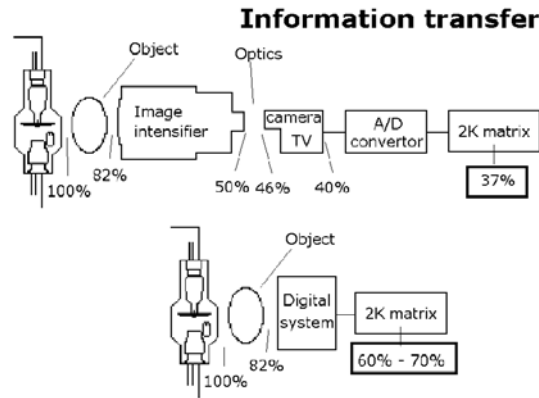 Information transfer
Object
Optics
Image
intensifier
camera
TV
A/D
convertor
2K matrix
100%
82%
50%
46%
40%
37%
Object
Digital
system
2K matrix
82%
100%
60% - 70%